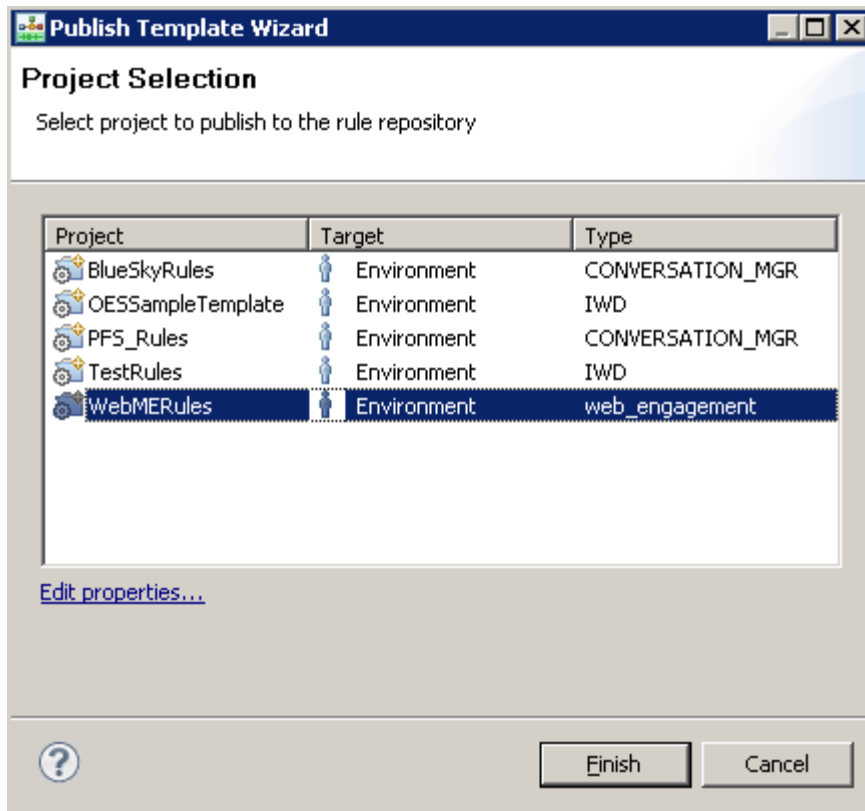 Publish Template Wizard
Project Selection
Select project to publish to the rule repository
Project Target Type
BlueSkyRules Environment CONVERSATION_MGR
OESSampleTemplate Environment IWD
PFS_Rules Environment CONVERSATION_MGR
TestRules Environment IWD
WebMERules Environment web_engagement
Edit properties...
? Finish Cancel